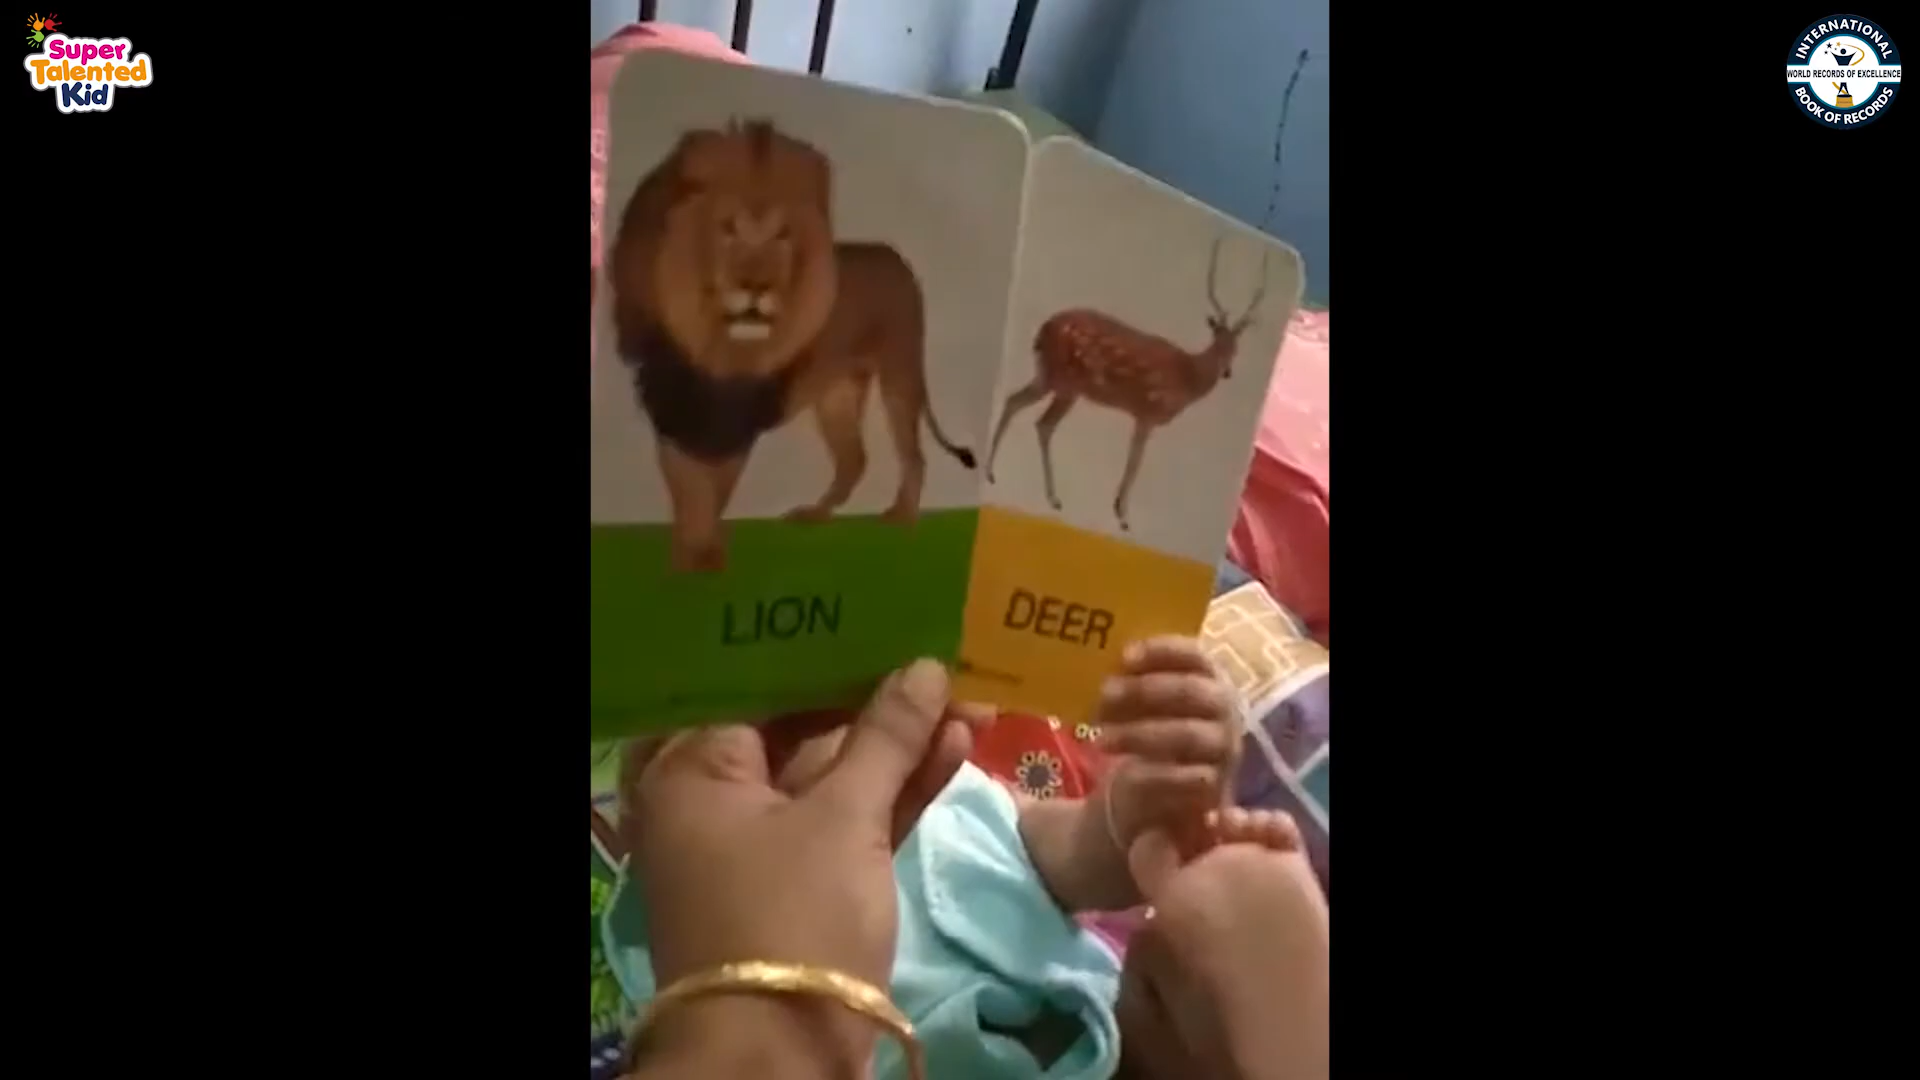 Super
Talented
Kid
INTERNATIONAL
WORLD RECORDS OF EXCELLENCE
BOOK OF RECORDS
LION
DEER